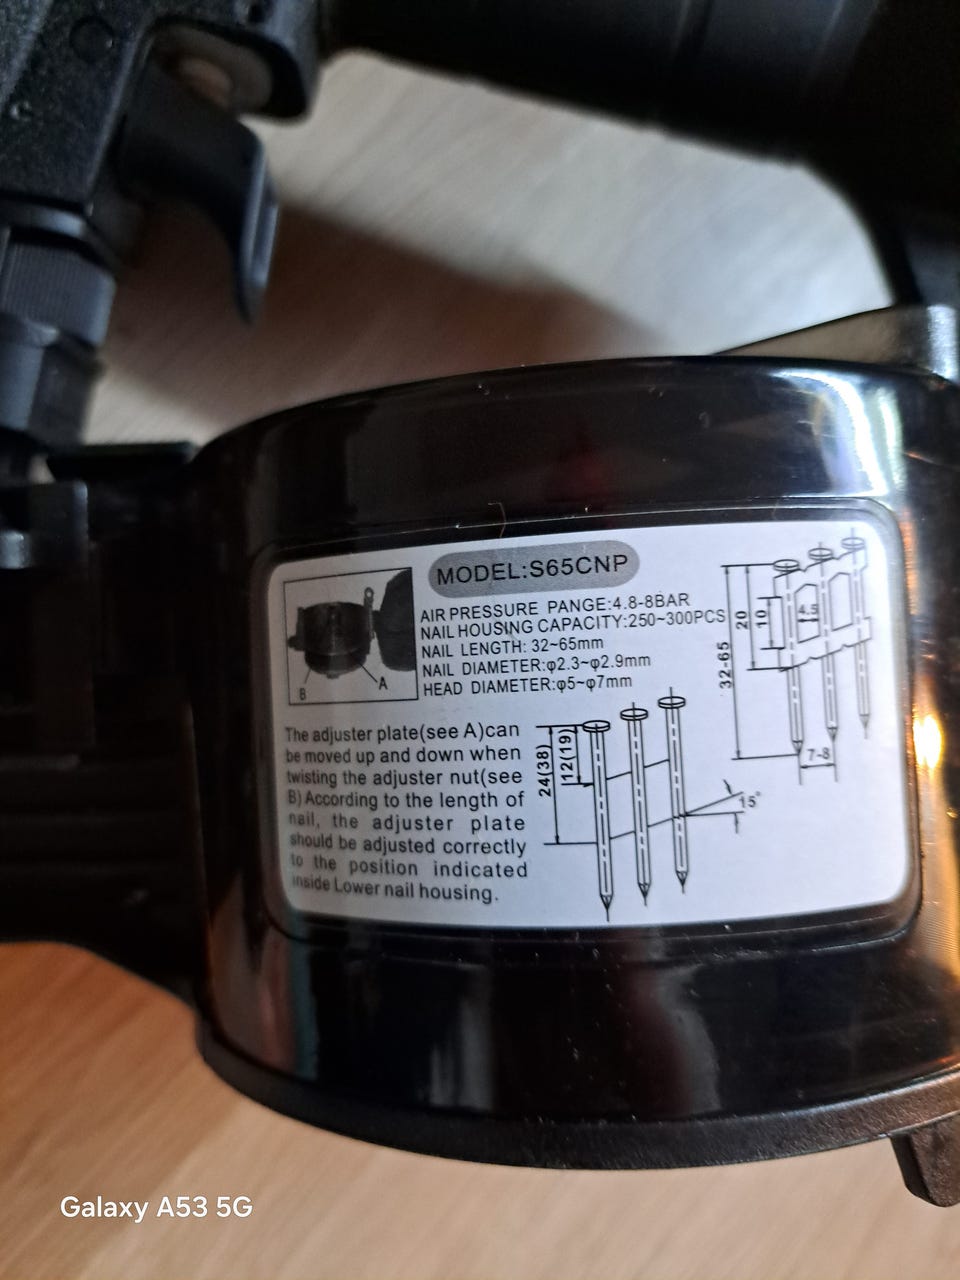 MODEL:S65CNP
AIR PRESSURE PANGE:4.8-8BAR
NAIL HOUSING CAPACITY:250~300PCS
NAIL LENGTH: 32~65mm
NAIL DIAMETER:φ2.3~φ2.9mm
HEAD DIAMETER:φ5~φ7mm
B
A
The adjuster plate(see A)can
be moved up and down when
twisting the adjuster nut(see
B) According to the length of
nail, the adjuster plate
should be adjusted correctly
to the position indicated
inside Lower nail housing.
24(38)
12(19)
15°
32-65
20
10
4.5
7-8
Galaxy A53 5G